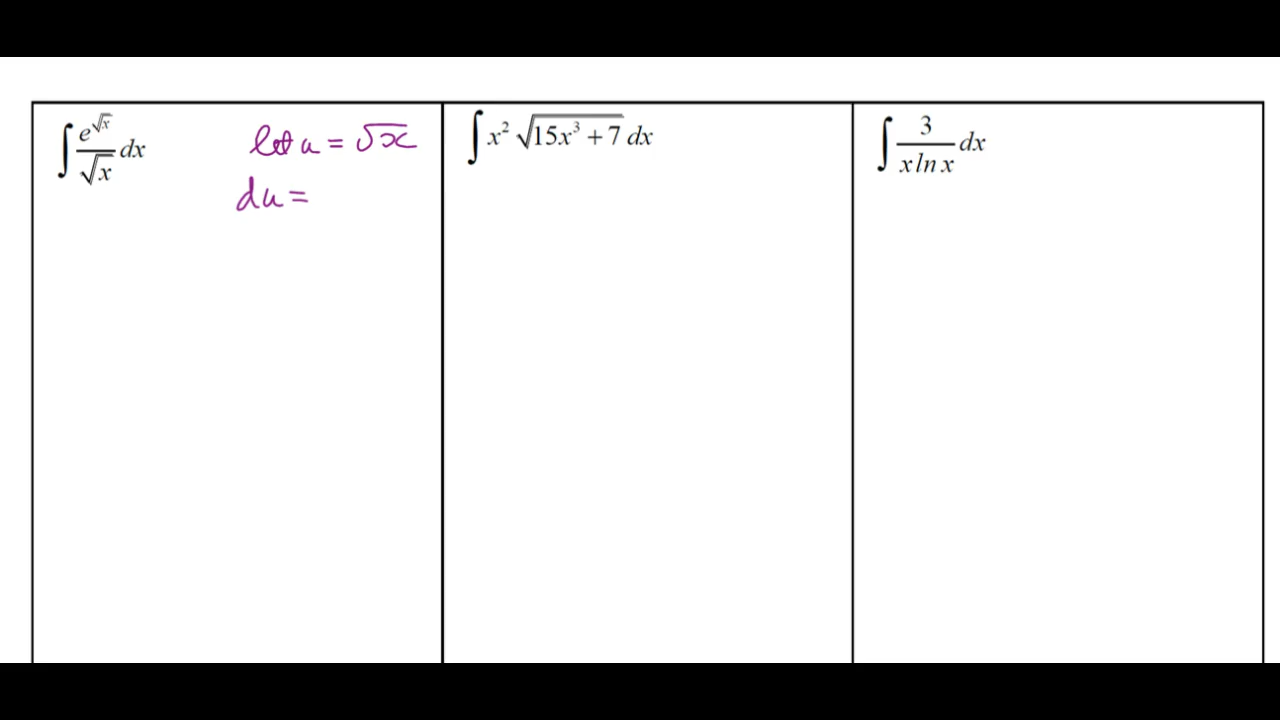 ∫ e^√x / √x dx
let u = √x
du =
∫ x² √(15x³ + 7) dx
∫ 3 / (x ln x) dx